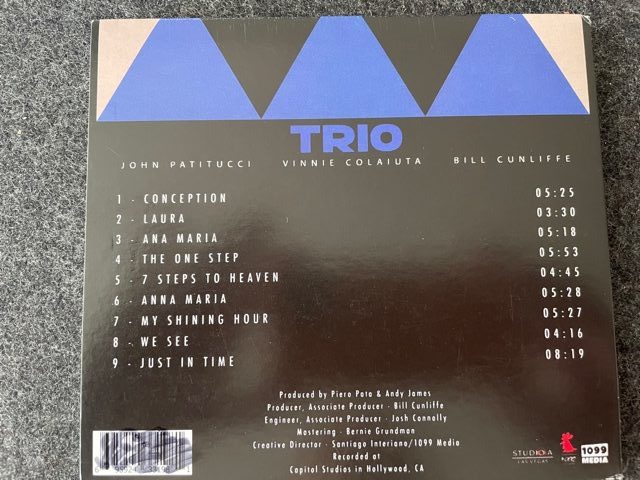 TRIO
JOHN PATITUCCI VINNIE COLAIUTA BILL CUNLIFFE
1 - CONCEPTION 05:25
2 - LAURA 03:30
3 - ANA MARIA 05:18
4 - THE ONE STEP 05:53
5 - 7 STEPS TO HEAVEN 04:45
6 - ANNA MARIA 05:28
7 - MY SHINING HOUR 05:27
8 - WE SEE 04:16
9 - JUST IN TIME 08:19
Produced by Piero Pata & Andy James
Producer, Associate Producer - Bill Cunliffe
Engineer, Associate Producer - Josh Connolly
Mastering - Bernie Grundman
Creative Director - Santiago Interiano/1099 Media
Recorded at
Capitol Studios in Hollywood, CA
STUDIO A
LAS VEGAS
1099
MEDIA